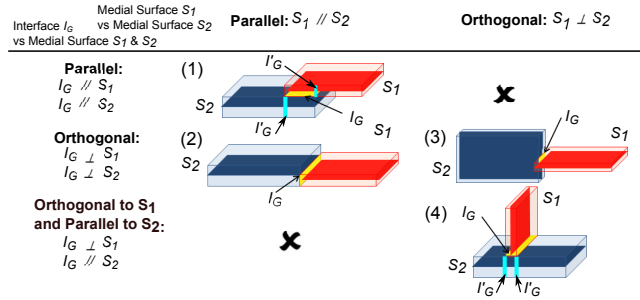 Medial Surface S1
vs Medial Surface S2
Interface IG
vs Medial Surface S1 & S2
Parallel: S1 // S2
Orthogonal: S1 ⊥ S2
Parallel:
IG // S1
IG // S2
(1)
I'G
S1
S2
I'G
IG
Orthogonal:
IG ⊥ S1
IG ⊥ S2
(2)
S1
S2
IG
(3)
IG
S1
S2
Orthogonal to S1
and Parallel to S2:
IG ⊥ S1
IG // S2
(4)
IG
S1
S2
I'G I'G